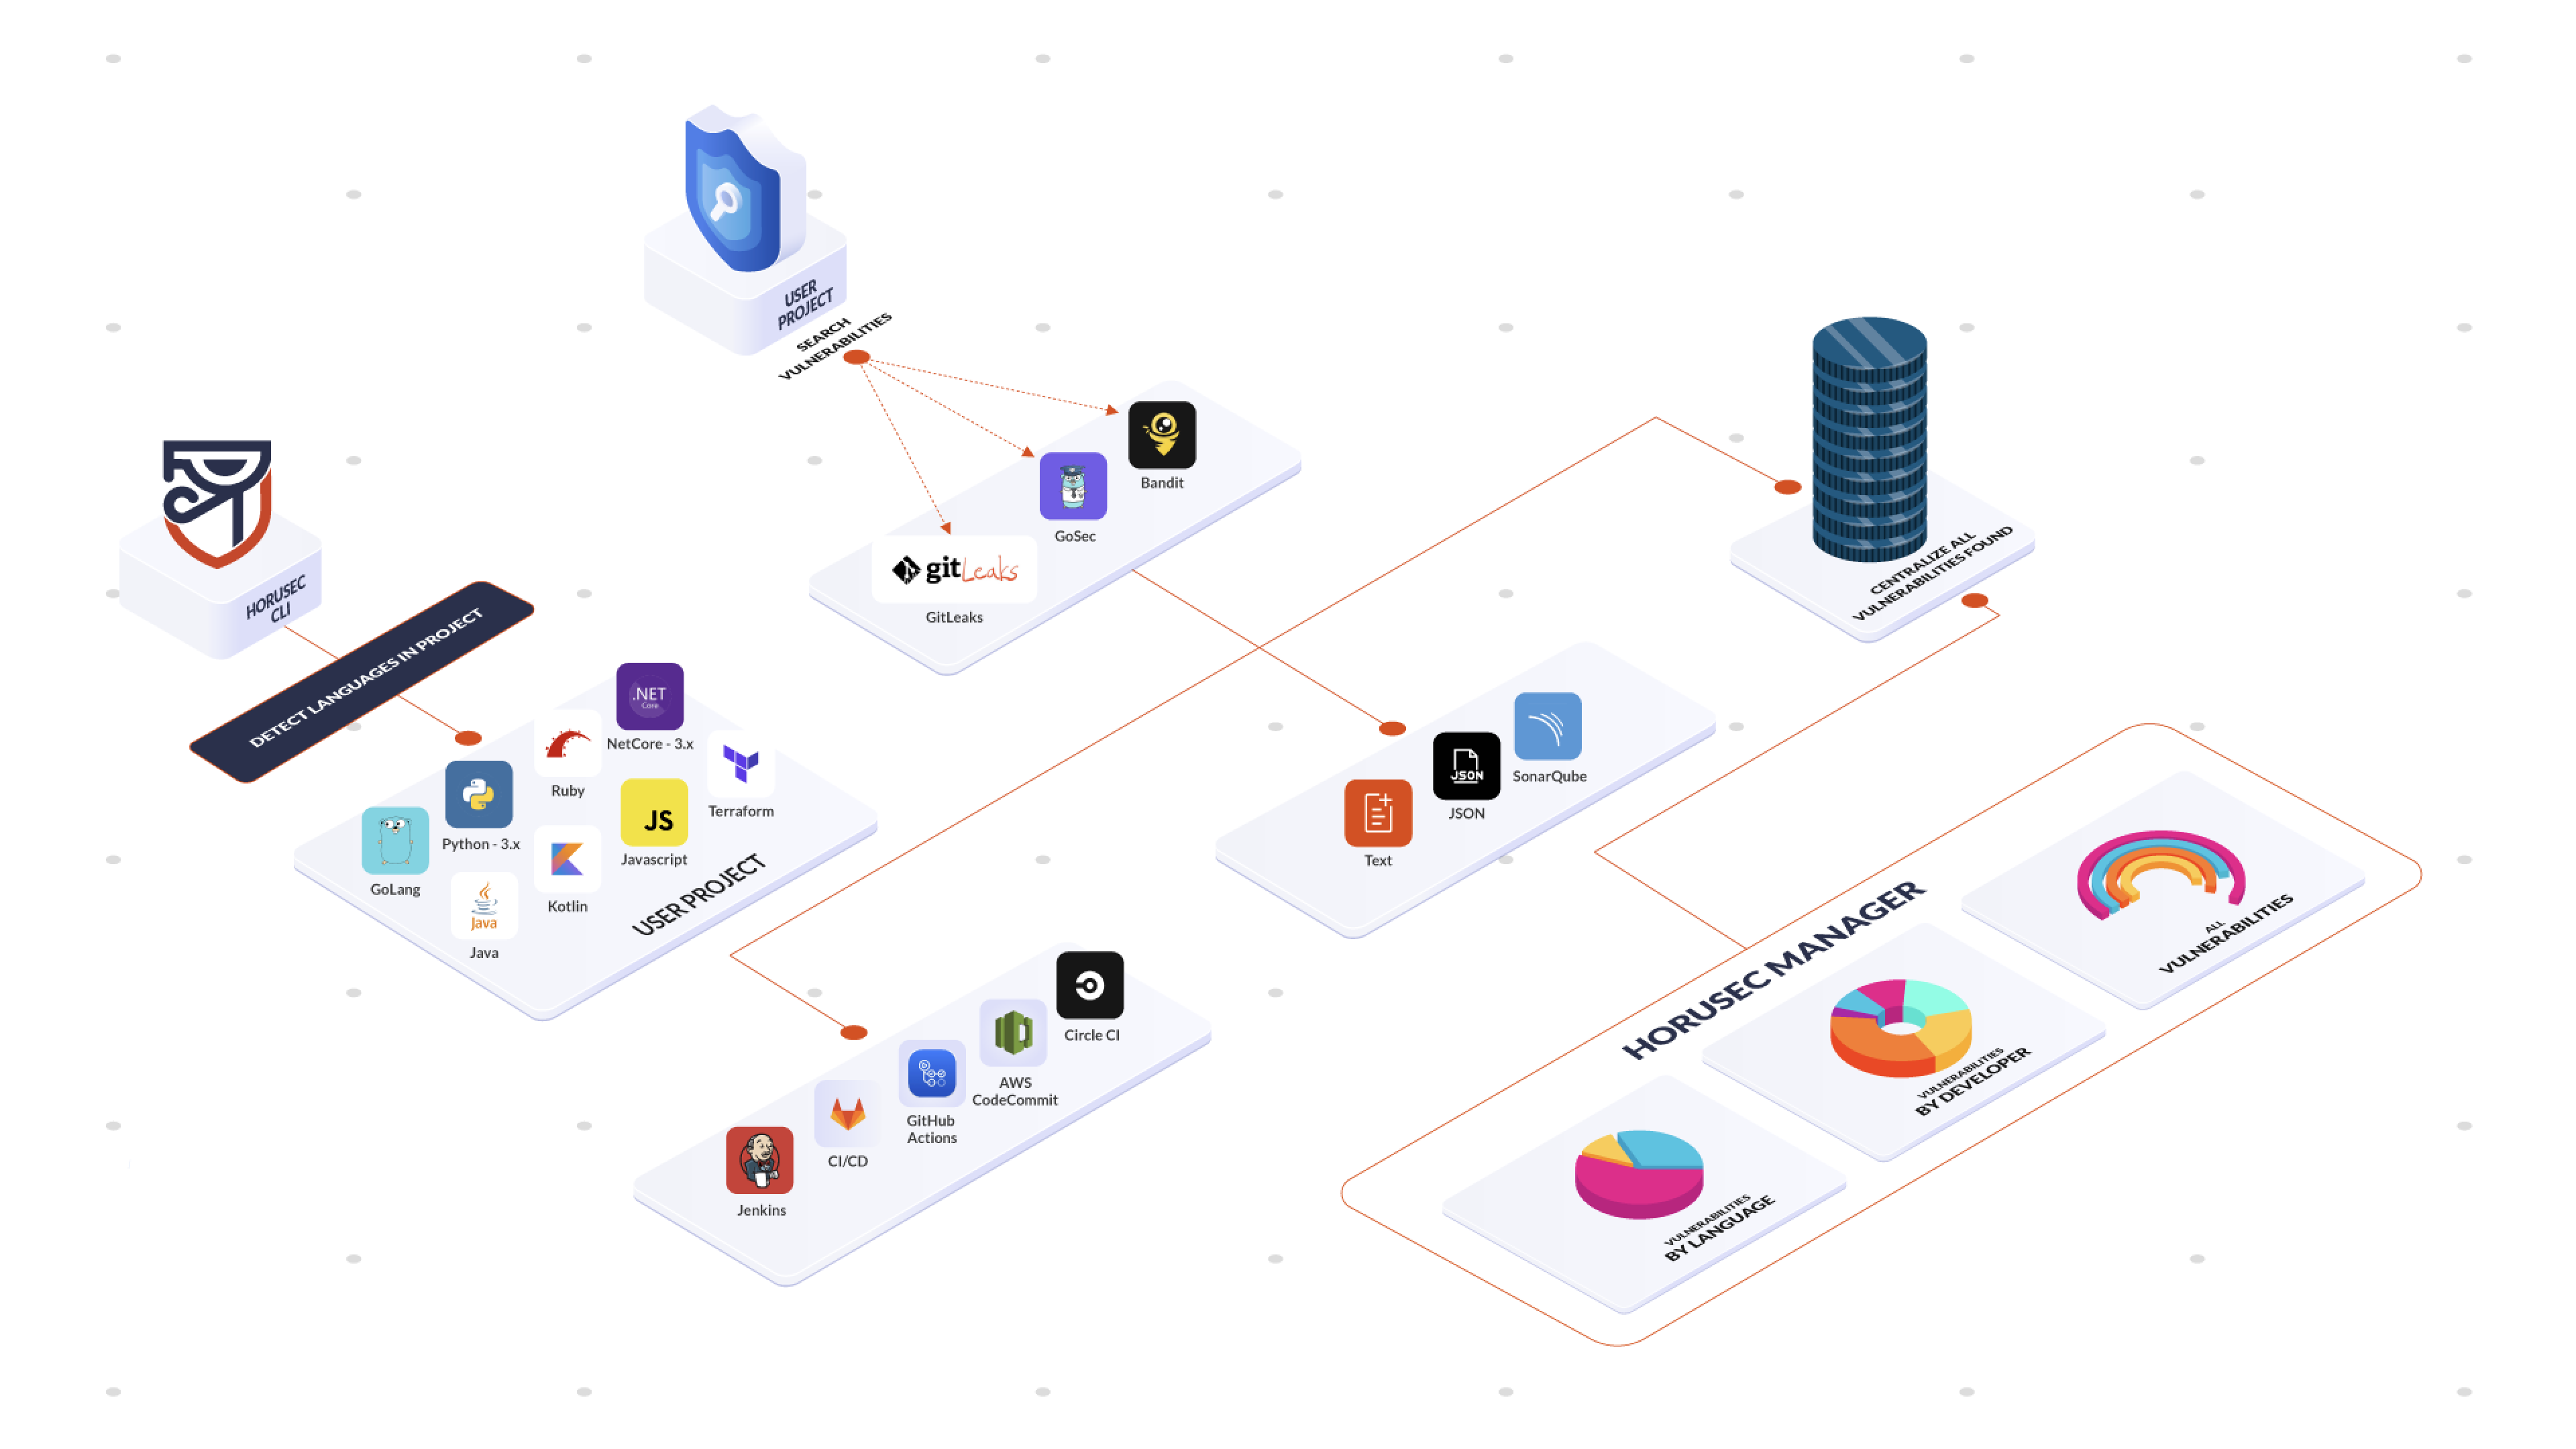 USER
PROJECT
SEARCH
VULNERABILITIES
Bandit
GoSec
gitLeaks
GitLeaks
HORUSEC
CLI
DETECT LANGUAGES IN PROJECT
.NET
Core
NetCore - 3.x
Ruby
Terraform
Python - 3.x
JS
Javascript
GoLang
Kotlin
Java
Java
USER PROJECT
CENTRALIZE ALL
VULNERABILITIES FOUND
SonarQube
JSON
JSON
Text
Circle CI
AWS
CodeCommit
GitHub
Actions
CI/CD
Jenkins
HORUSEC MANAGER
ALL
VULNERABILITIES
VULNERABILITIES
BY DEVELOPER
VULNERABILITIES
BY LANGUAGE